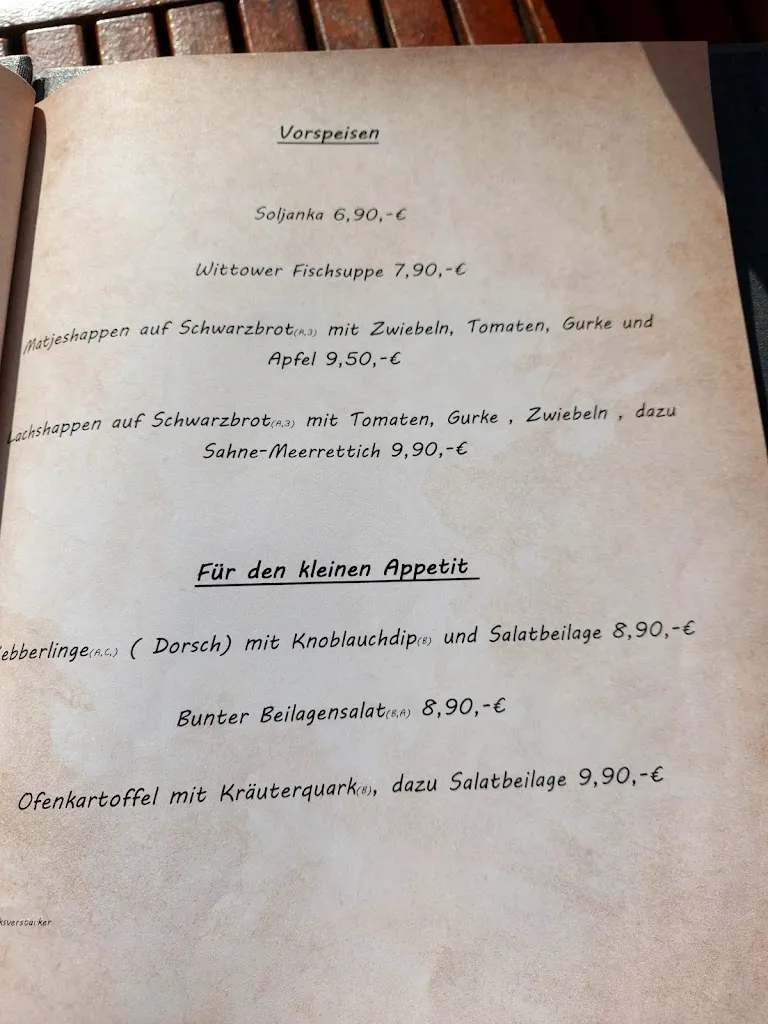 Vorspeisen
Soljanka 6,90,-€
Wittower Fischsuppe 7,90,-€
Matjeshappen auf Schwarzbrot(A,3) mit Zwiebeln, Tomaten, Gurke und
Apfel 9,50,-€
Lachshappen auf Schwarzbrot(A,3) mit Tomaten, Gurke , Zwiebeln , dazu
Sahne-Meerrettich 9,90,-€
Für den kleinen Appetit
ebberlinge(A,C,) ( Dorsch) mit Knoblauchdip(B) und Salatbeilage 8,90,-€
Bunter Beilagensalat(B,A) 8,90,-€
Ofenkartoffel mit Kräuterquark(B), dazu Salatbeilage 9,90,-€